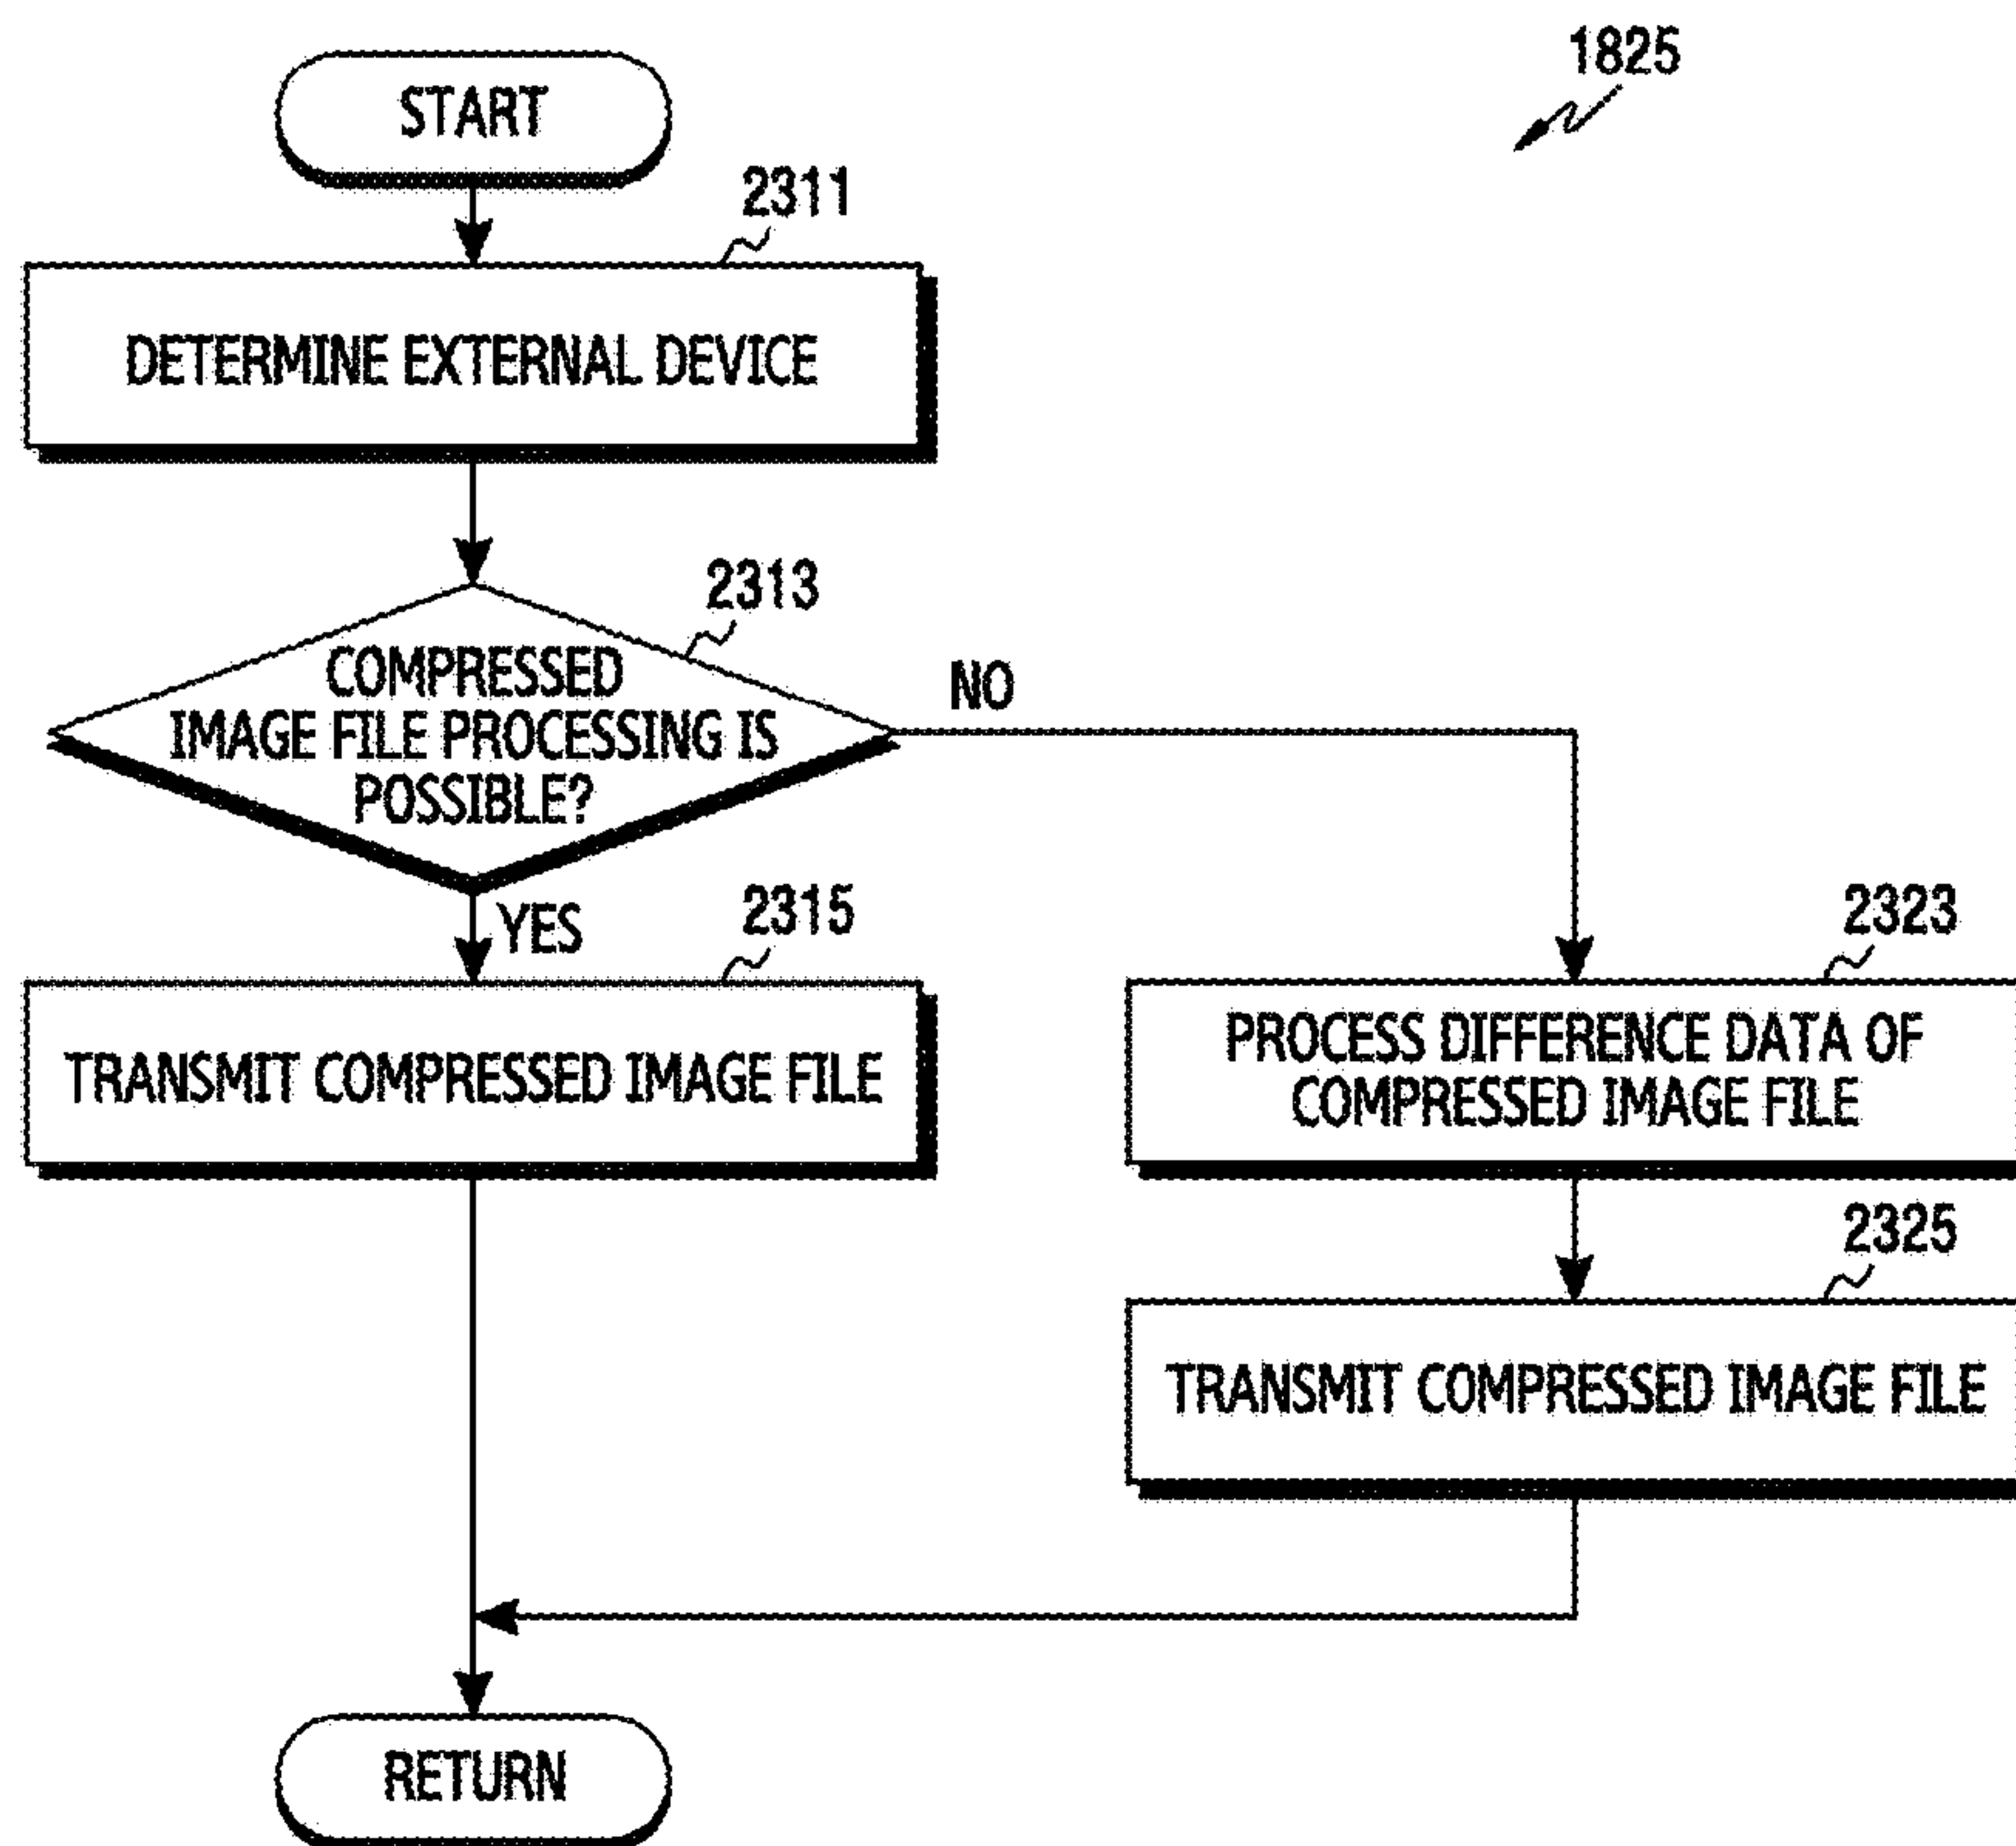 1825
START
2311
DETERMINE EXTERNAL DEVICE
2313
COMPRESSED
IMAGE FILE PROCESSING IS
POSSIBLE?
NO
YES
2315
TRANSMIT COMPRESSED IMAGE FILE
2323
PROCESS DIFFERENCE DATA OF
COMPRESSED IMAGE FILE
2325
TRANSMIT COMPRESSED IMAGE FILE
RETURN